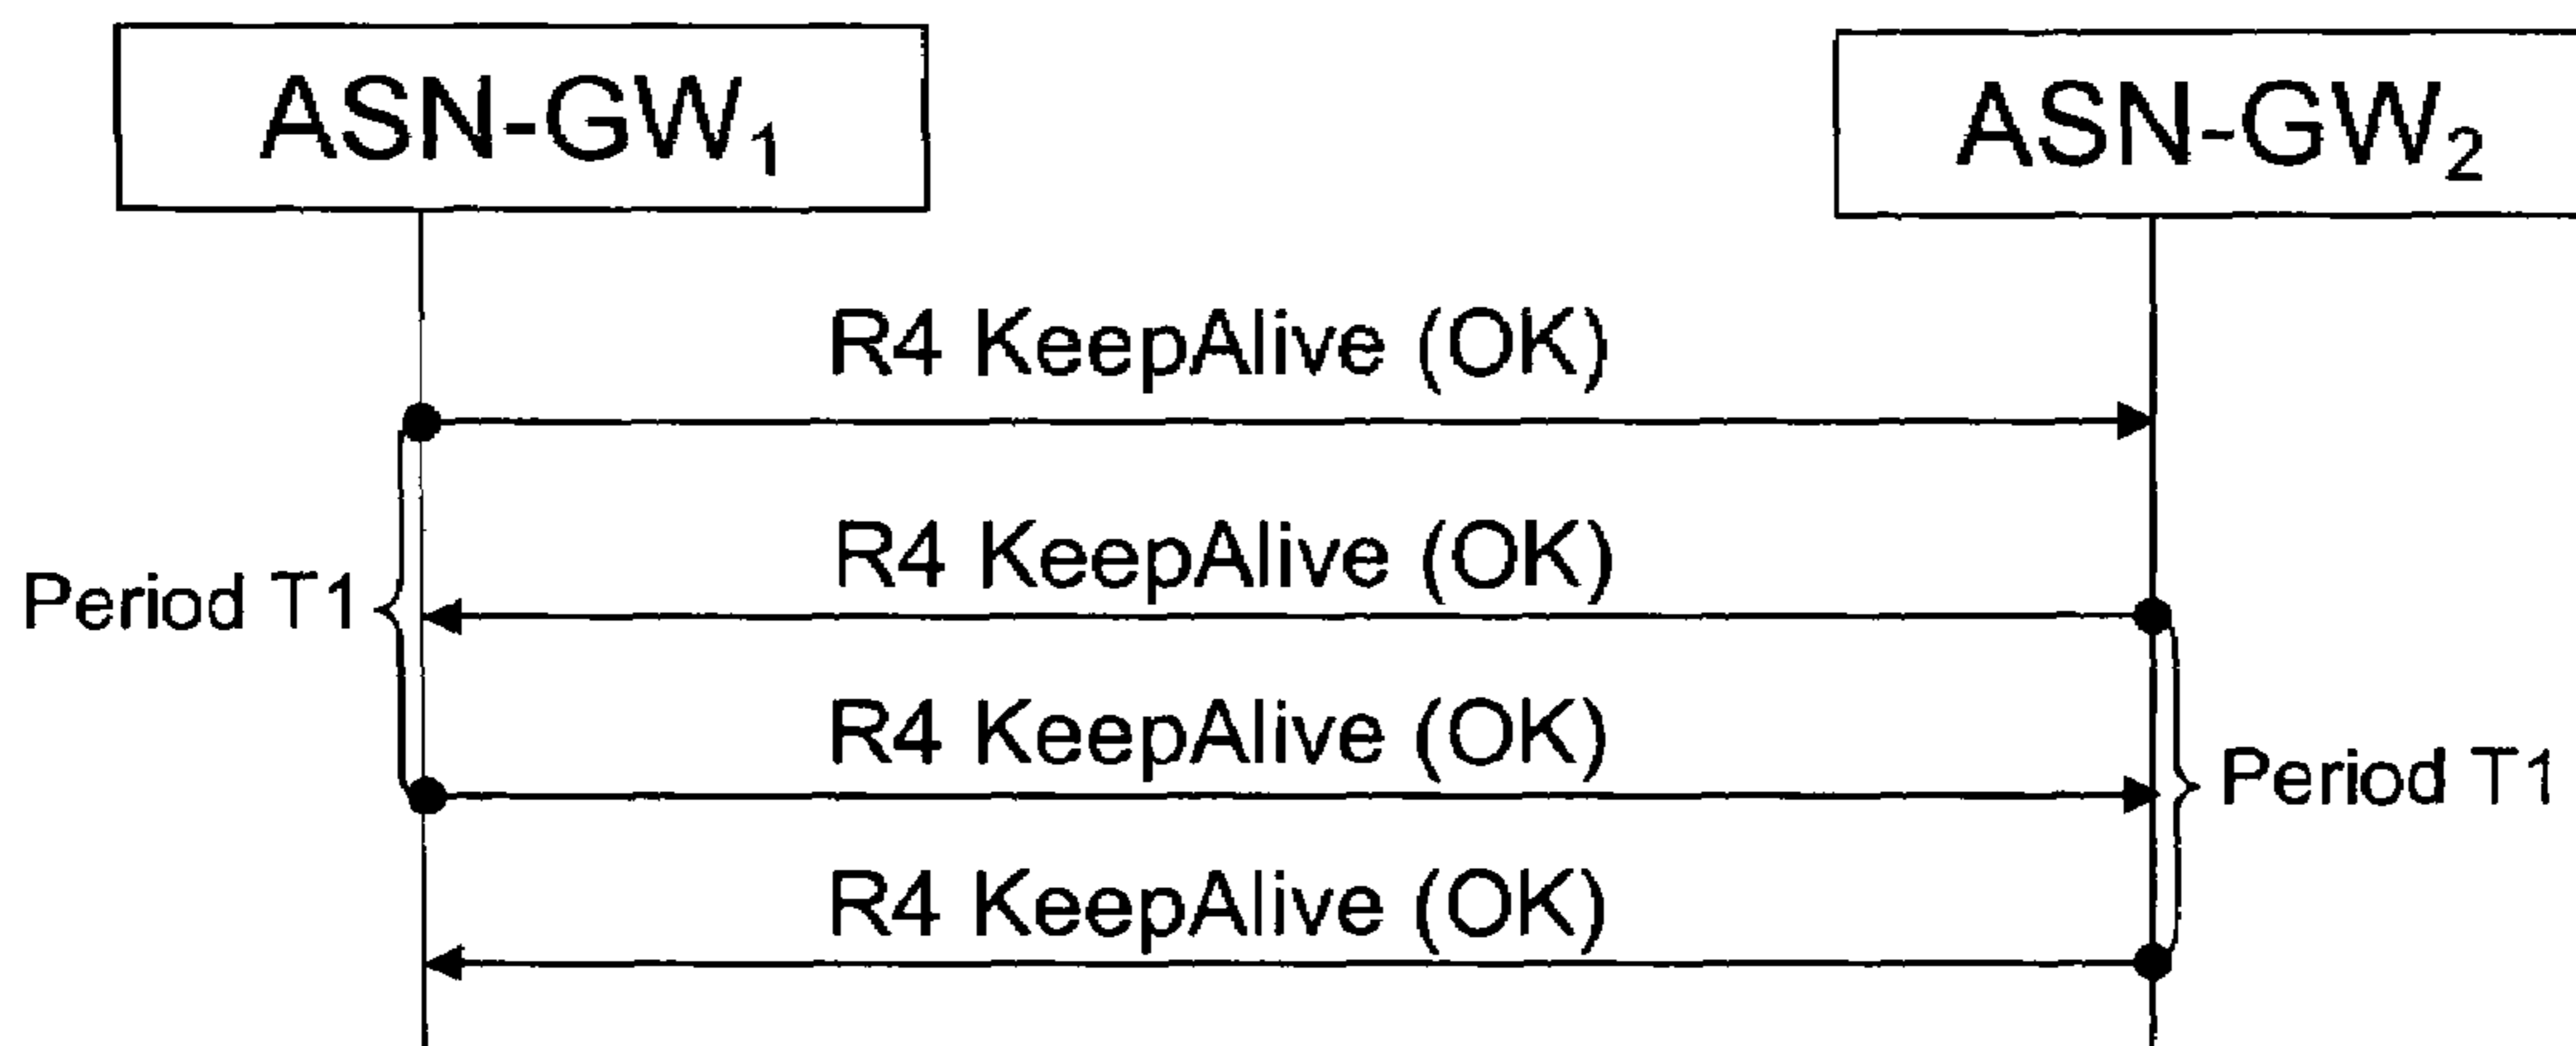 ASN-GW₁
ASN-GW₂
R4 KeepAlive (OK)
R4 KeepAlive (OK)
Period T1
R4 KeepAlive (OK)
Period T1
R4 KeepAlive (OK)